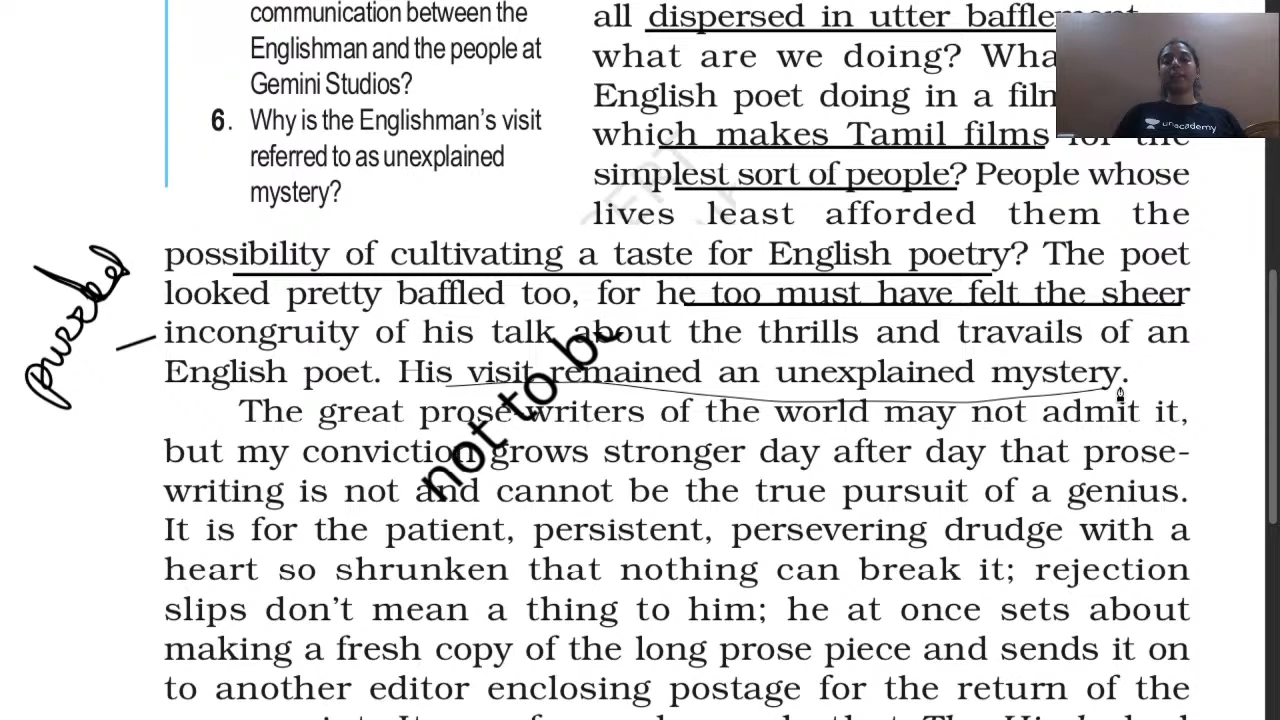 communication between the
Englishman and the people at
Gemini Studios?
6. Why is the Englishman's visit
referred to as unexplained
mystery?
all dispersed in utter bafflement
what are we doing?
English poet doing in a
which makes Tamil films for the
simplest sort of people? People whose
lives least afforded them the
possibility of cultivating a taste for English poetry? The poet
looked pretty baffled too, for he too must have felt the sheer
incongruity of his talk about the thrills and travails of an
English poet. His visit remained an unexplained mystery.
The great prose-writers of the world may not admit it,
but my conviction grows stronger day after day that prose-
writing is not and cannot be the true pursuit of a genius.
It is for the patient, persistent, persevering drudge with a
heart so shrunken that nothing can break it; rejection
slips don't mean a thing to him; he at once sets about
making a fresh copy of the long prose piece and sends it on
to another editor enclosing postage for the return of the
puzzled
not to be
unacademy